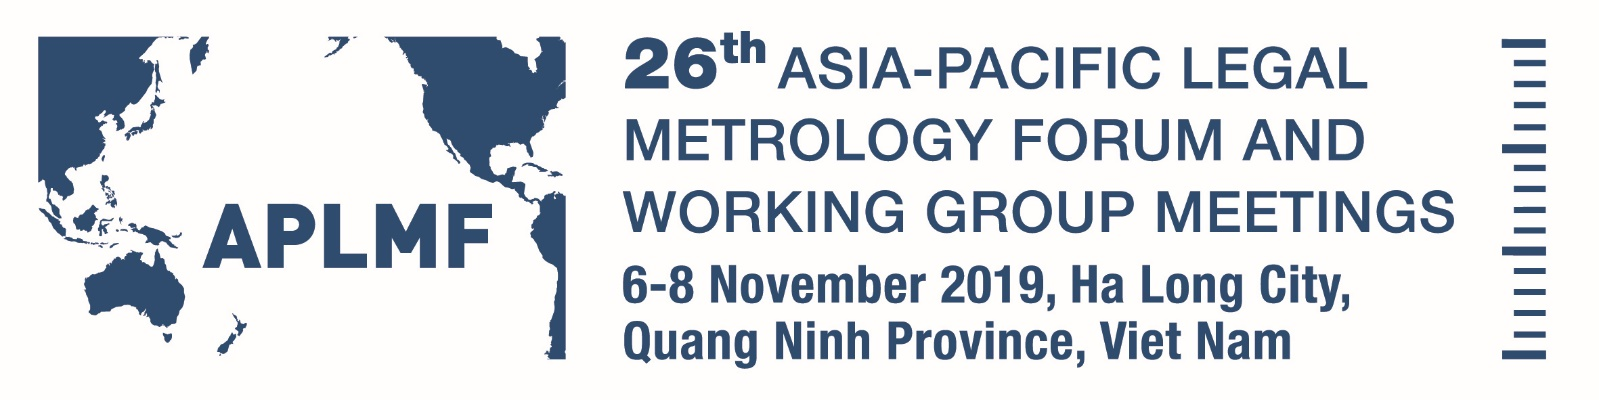 APLMF
26th ASIA-PACIFIC LEGAL
METROLOGY FORUM AND
WORKING GROUP MEETINGS
6-8 November 2019, Ha Long City,
Quang Ninh Province, Viet Nam